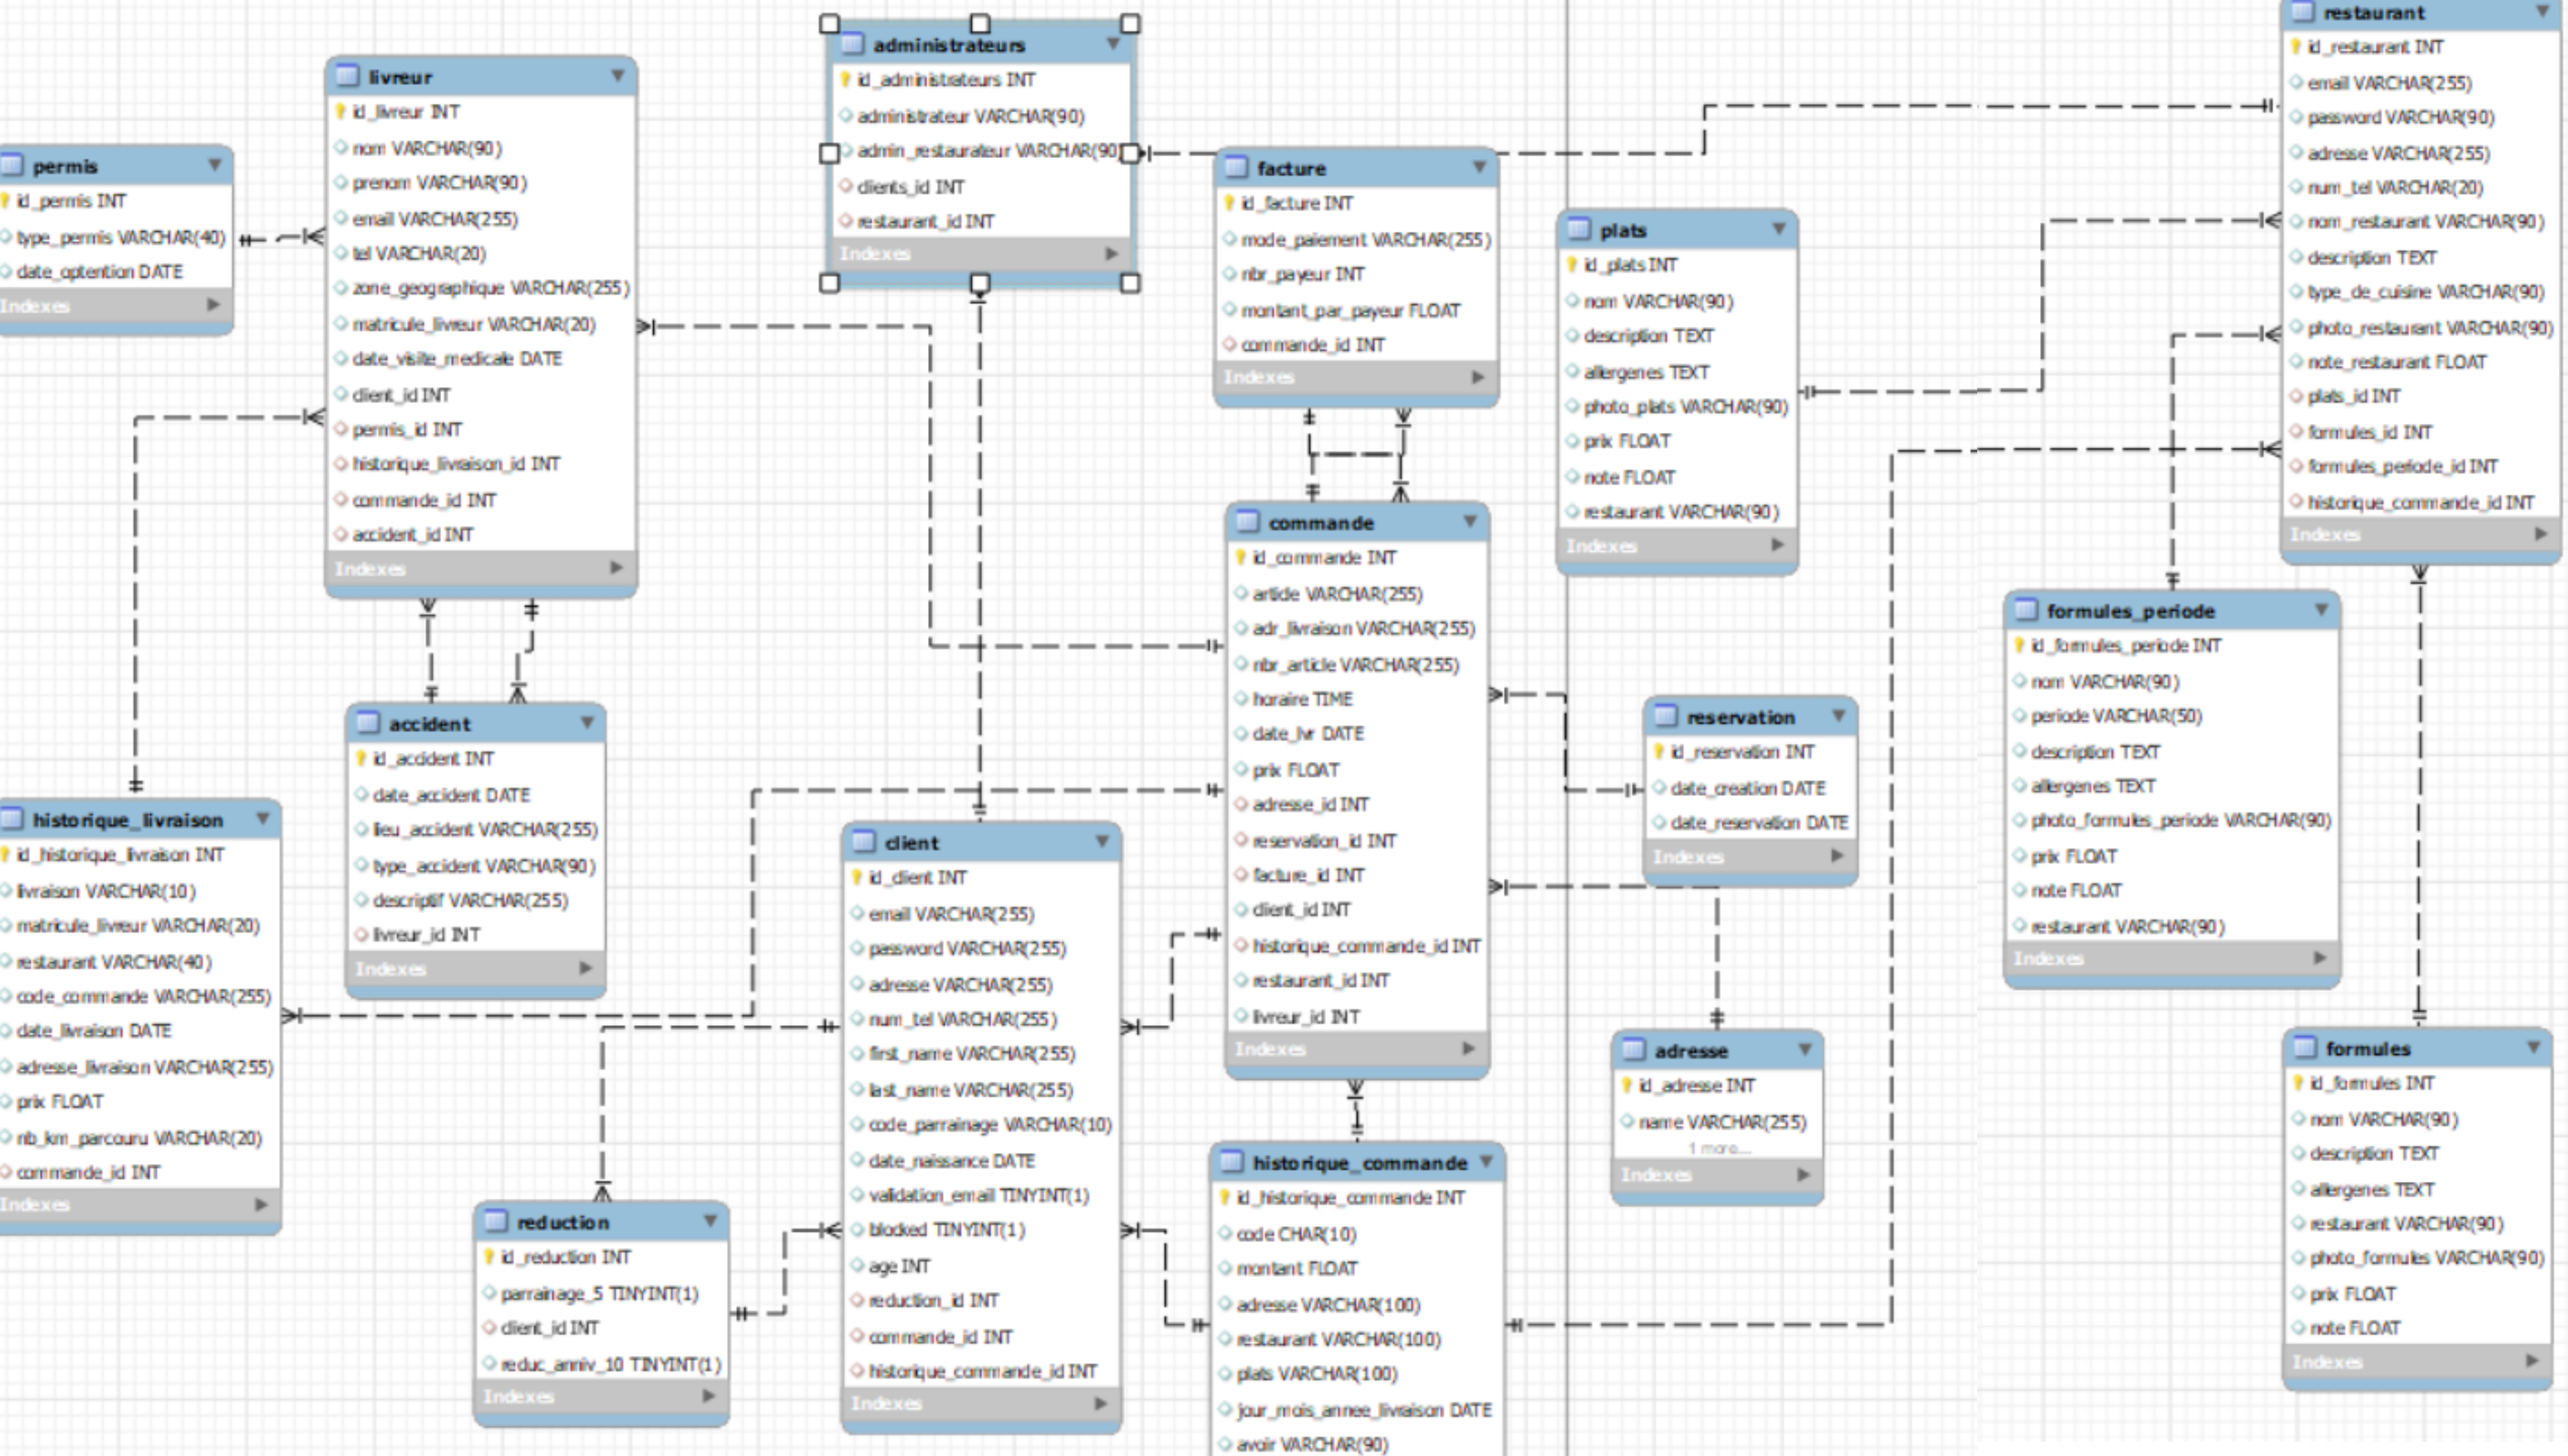 permis
id_permis INT
type_permis VARCHAR(40)
date_optention DATE
Indexes
livreur
id_livreur INT
nom VARCHAR(90)
prenom VARCHAR(90)
email VARCHAR(255)
tel VARCHAR(20)
zone_geographique VARCHAR(255)
matricule_livreur VARCHAR(20)
date_visite_medicale DATE
client_id INT
permis_id INT
historique_livraison_id INT
commande_id INT
accident_id INT
Indexes
administrateurs
id_administrateurs INT
administrateur VARCHAR(90)
admin_restaurateur VARCHAR(90)
clients_id INT
restaurant_id INT
Indexes
facture
id_facture INT
mode_paiement VARCHAR(255)
nbr_payeur INT
montant_par_payeur FLOAT
commande_id INT
Indexes
plats
id_plats INT
nom VARCHAR(90)
description TEXT
allergenes TEXT
photo_plats VARCHAR(90)
prix FLOAT
note FLOAT
restaurant VARCHAR(90)
Indexes
restaurant
id_restaurant INT
email VARCHAR(255)
password VARCHAR(90)
adresse VARCHAR(255)
num_tel VARCHAR(20)
nom_restaurant VARCHAR(90)
description TEXT
type_de_cuisine VARCHAR(90)
photo_restaurant VARCHAR(90)
note_restaurant FLOAT
plats_id INT
formules_id INT
formules_periode_id INT
historique_commande_id INT
Indexes
historique_livraison
id_historique_livraison INT
livraison VARCHAR(10)
matricule_livreur VARCHAR(20)
restaurant VARCHAR(40)
code_commande VARCHAR(255)
date_livraison DATE
adresse_livraison VARCHAR(255)
prix FLOAT
nb_km_parcouru VARCHAR(20)
commande_id INT
Indexes
accident
id_accident INT
date_accident DATE
lieu_accident VARCHAR(255)
type_accident VARCHAR(90)
descriptif VARCHAR(255)
livreur_id INT
Indexes
reduction
id_reduction INT
parrainage_5 TINYINT(1)
client_id INT
reduc_anniv_10 TINYINT(1)
Indexes
client
id_client INT
email VARCHAR(255)
password VARCHAR(255)
adresse VARCHAR(255)
num_tel VARCHAR(255)
first_name VARCHAR(255)
last_name VARCHAR(255)
code_parrainage VARCHAR(10)
date_naissance DATE
validation_email TINYINT(1)
blocked TINYINT(1)
age INT
reduction_id INT
commande_id INT
historique_commande_id INT
Indexes
commande
id_commande INT
article VARCHAR(255)
adr_livraison VARCHAR(255)
nbr_article VARCHAR(255)
horaire TIME
date_lvr DATE
prix FLOAT
adresse_id INT
reservation_id INT
facture_id INT
client_id INT
historique_commande_id INT
restaurant_id INT
livreur_id INT
Indexes
historique_commande
id_historique_commande INT
code CHAR(10)
montant FLOAT
adresse VARCHAR(100)
restaurant VARCHAR(100)
plats VARCHAR(100)
jour_mois_annee_livraison DATE
avoir VARCHAR(90)
reservation
id_reservation INT
date_creation DATE
date_reservation DATE
Indexes
adresse
id_adresse INT
name VARCHAR(255)
1 more...
Indexes
formules_periode
id_formules_periode INT
nom VARCHAR(90)
periode VARCHAR(50)
description TEXT
allergenes TEXT
photo_formules_periode VARCHAR(90)
prix FLOAT
note FLOAT
restaurant VARCHAR(90)
Indexes
formules
id_formules INT
nom VARCHAR(90)
description TEXT
allergenes TEXT
restaurant VARCHAR(90)
photo_formules VARCHAR(90)
prix FLOAT
note FLOAT
Indexes